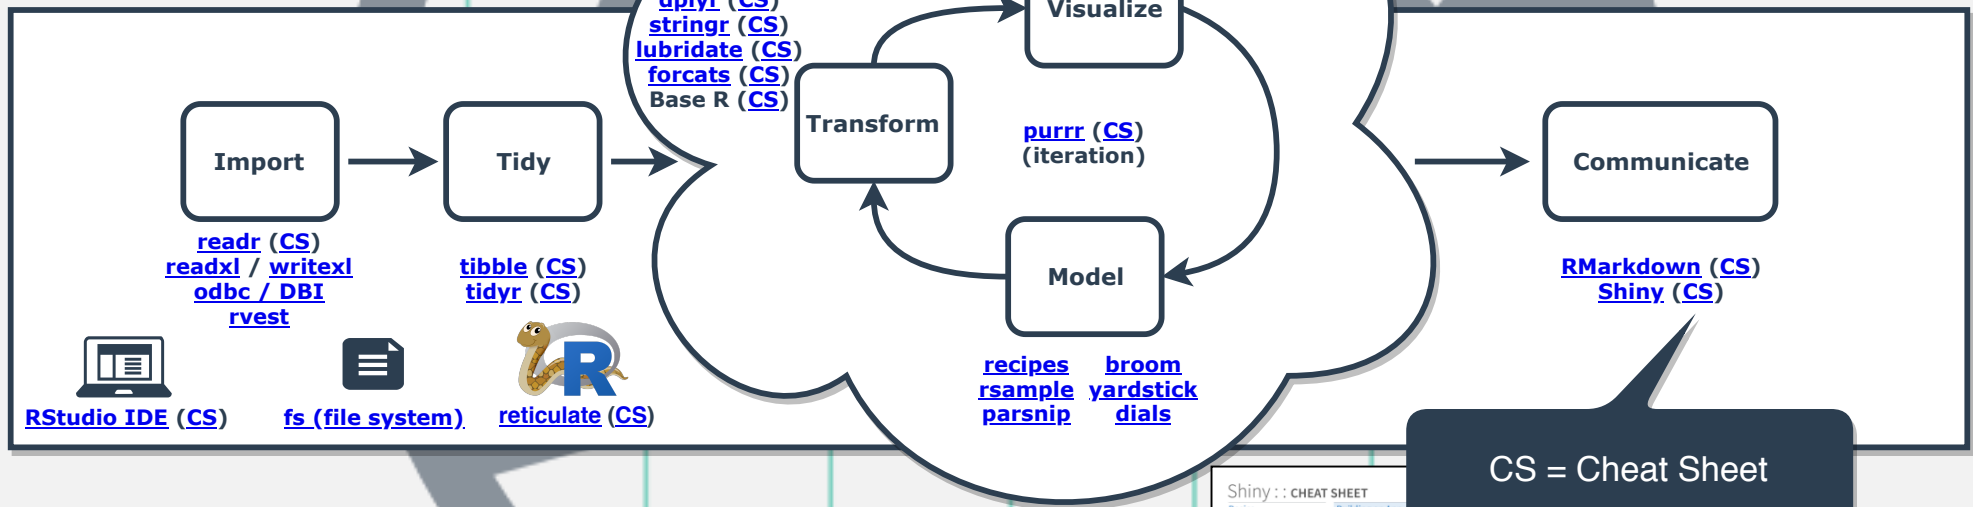 dplyr (CS)
stringr (CS)
lubridate (CS)
forcats (CS)
Base R (CS)
Visualize
Transform
purrr (CS)
(iteration)
Import
Tidy
Communicate
readr (CS)
readxl / writexl
odbc / DBI
rvest
tibble (CS)
tidyr (CS)
Model
RMarkdown (CS)
Shiny (CS)
R
recipes
rsample
parsnip
broom
yardstick
dials
RStudio IDE (CS)
fs (file system)
reticulate (CS)
CS = Cheat Sheet
Shiny : : CHEAT SHEET